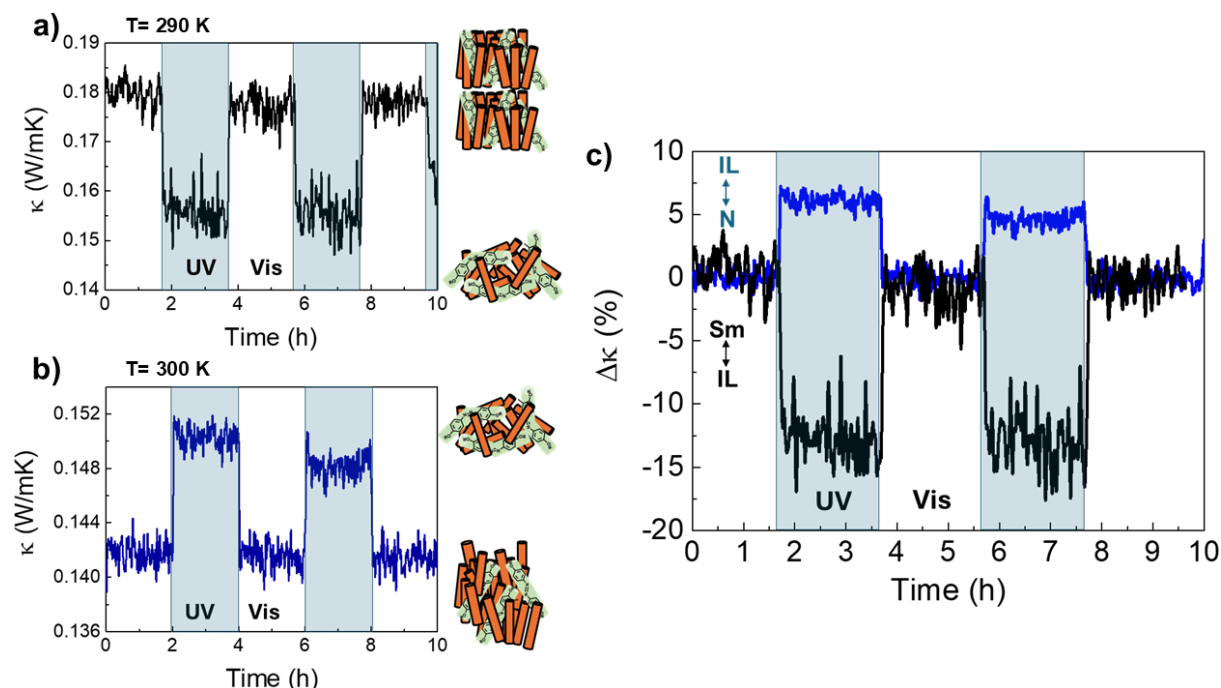 a)
T= 290 K
κ (W/mK)
0.19
0.18
0.17
0.16
0.15
0.14
UV
Vis
0
2
4
6
8
10
Time (h)
b)
T= 300 K
κ (W/mK)
0.152
0.148
0.144
0.140
0.136
UV
Vis
0
2
4
6
8
10
Time (h)
c)
Δκ (%)
10
5
0
-5
-10
-15
-20
IL
N
Sm
IL
UV
Vis
0
1
2
3
4
5
6
7
8
9
10
Time (h)